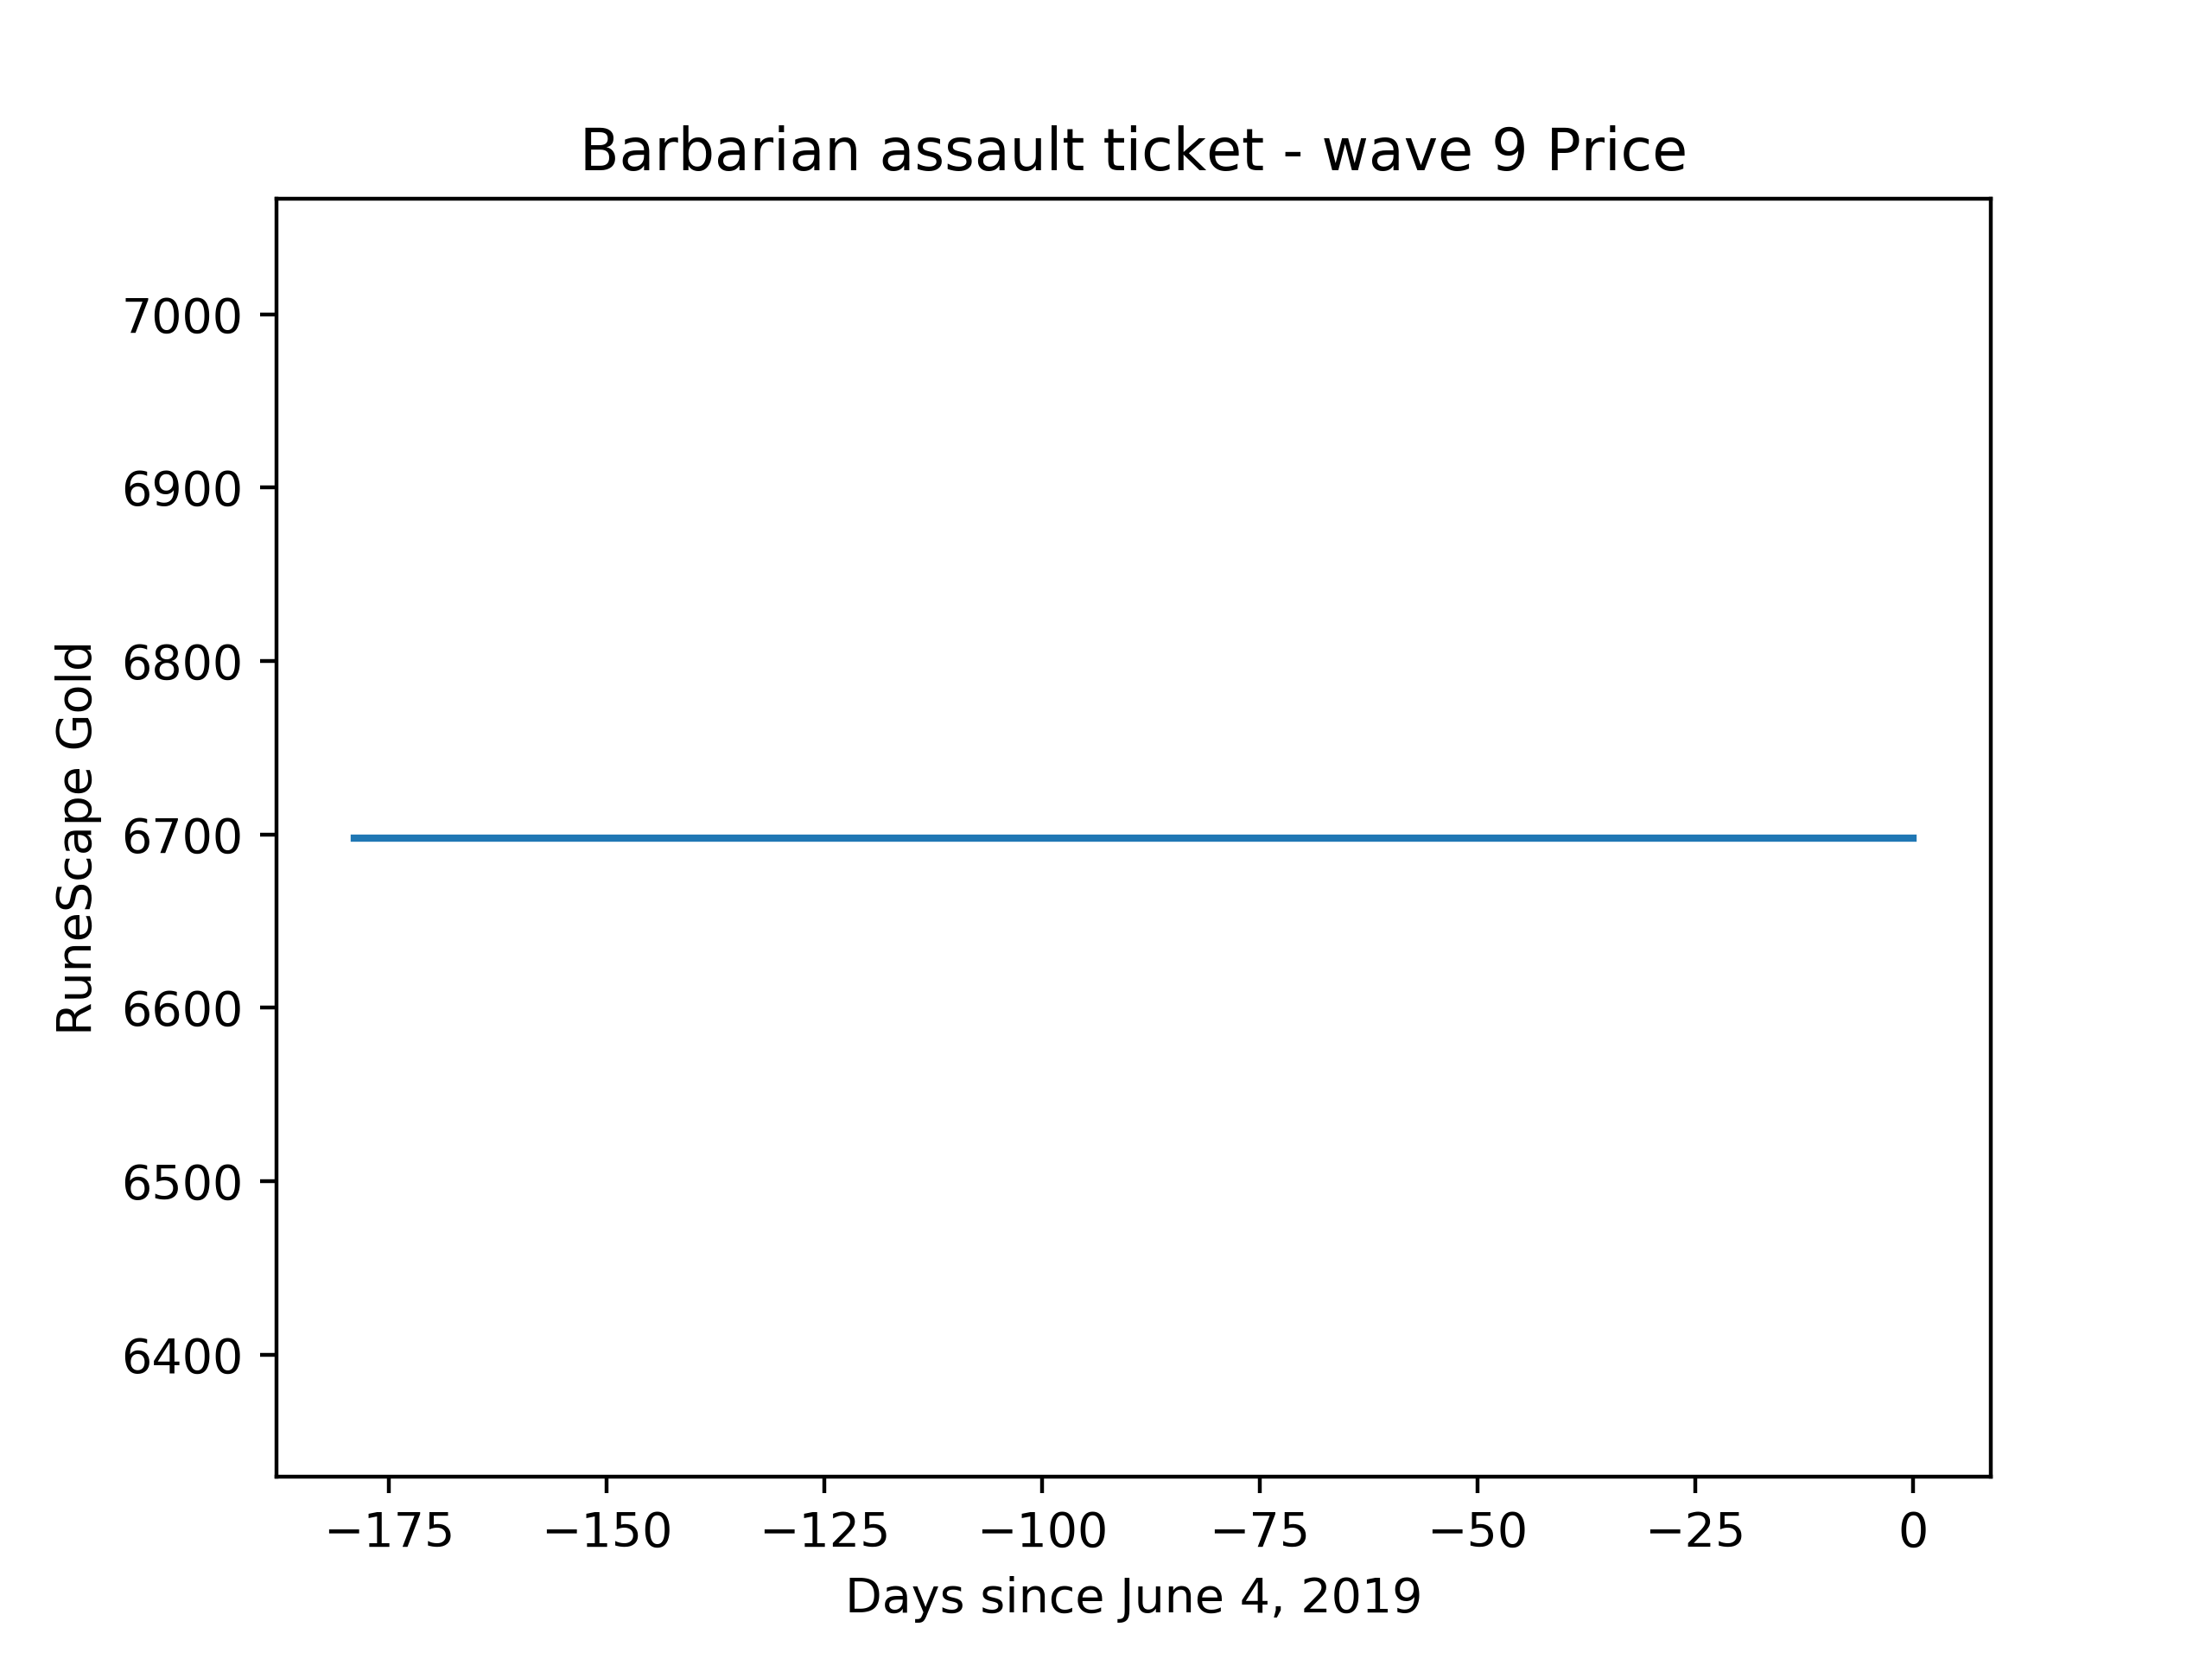 Barbarian assault ticket - wave 9 Price
7000
6900
6800
6700
6600
6500
6400
RuneScape Gold
−175 −150 −125 −100 −75 −50 −25 0
Days since June 4, 2019